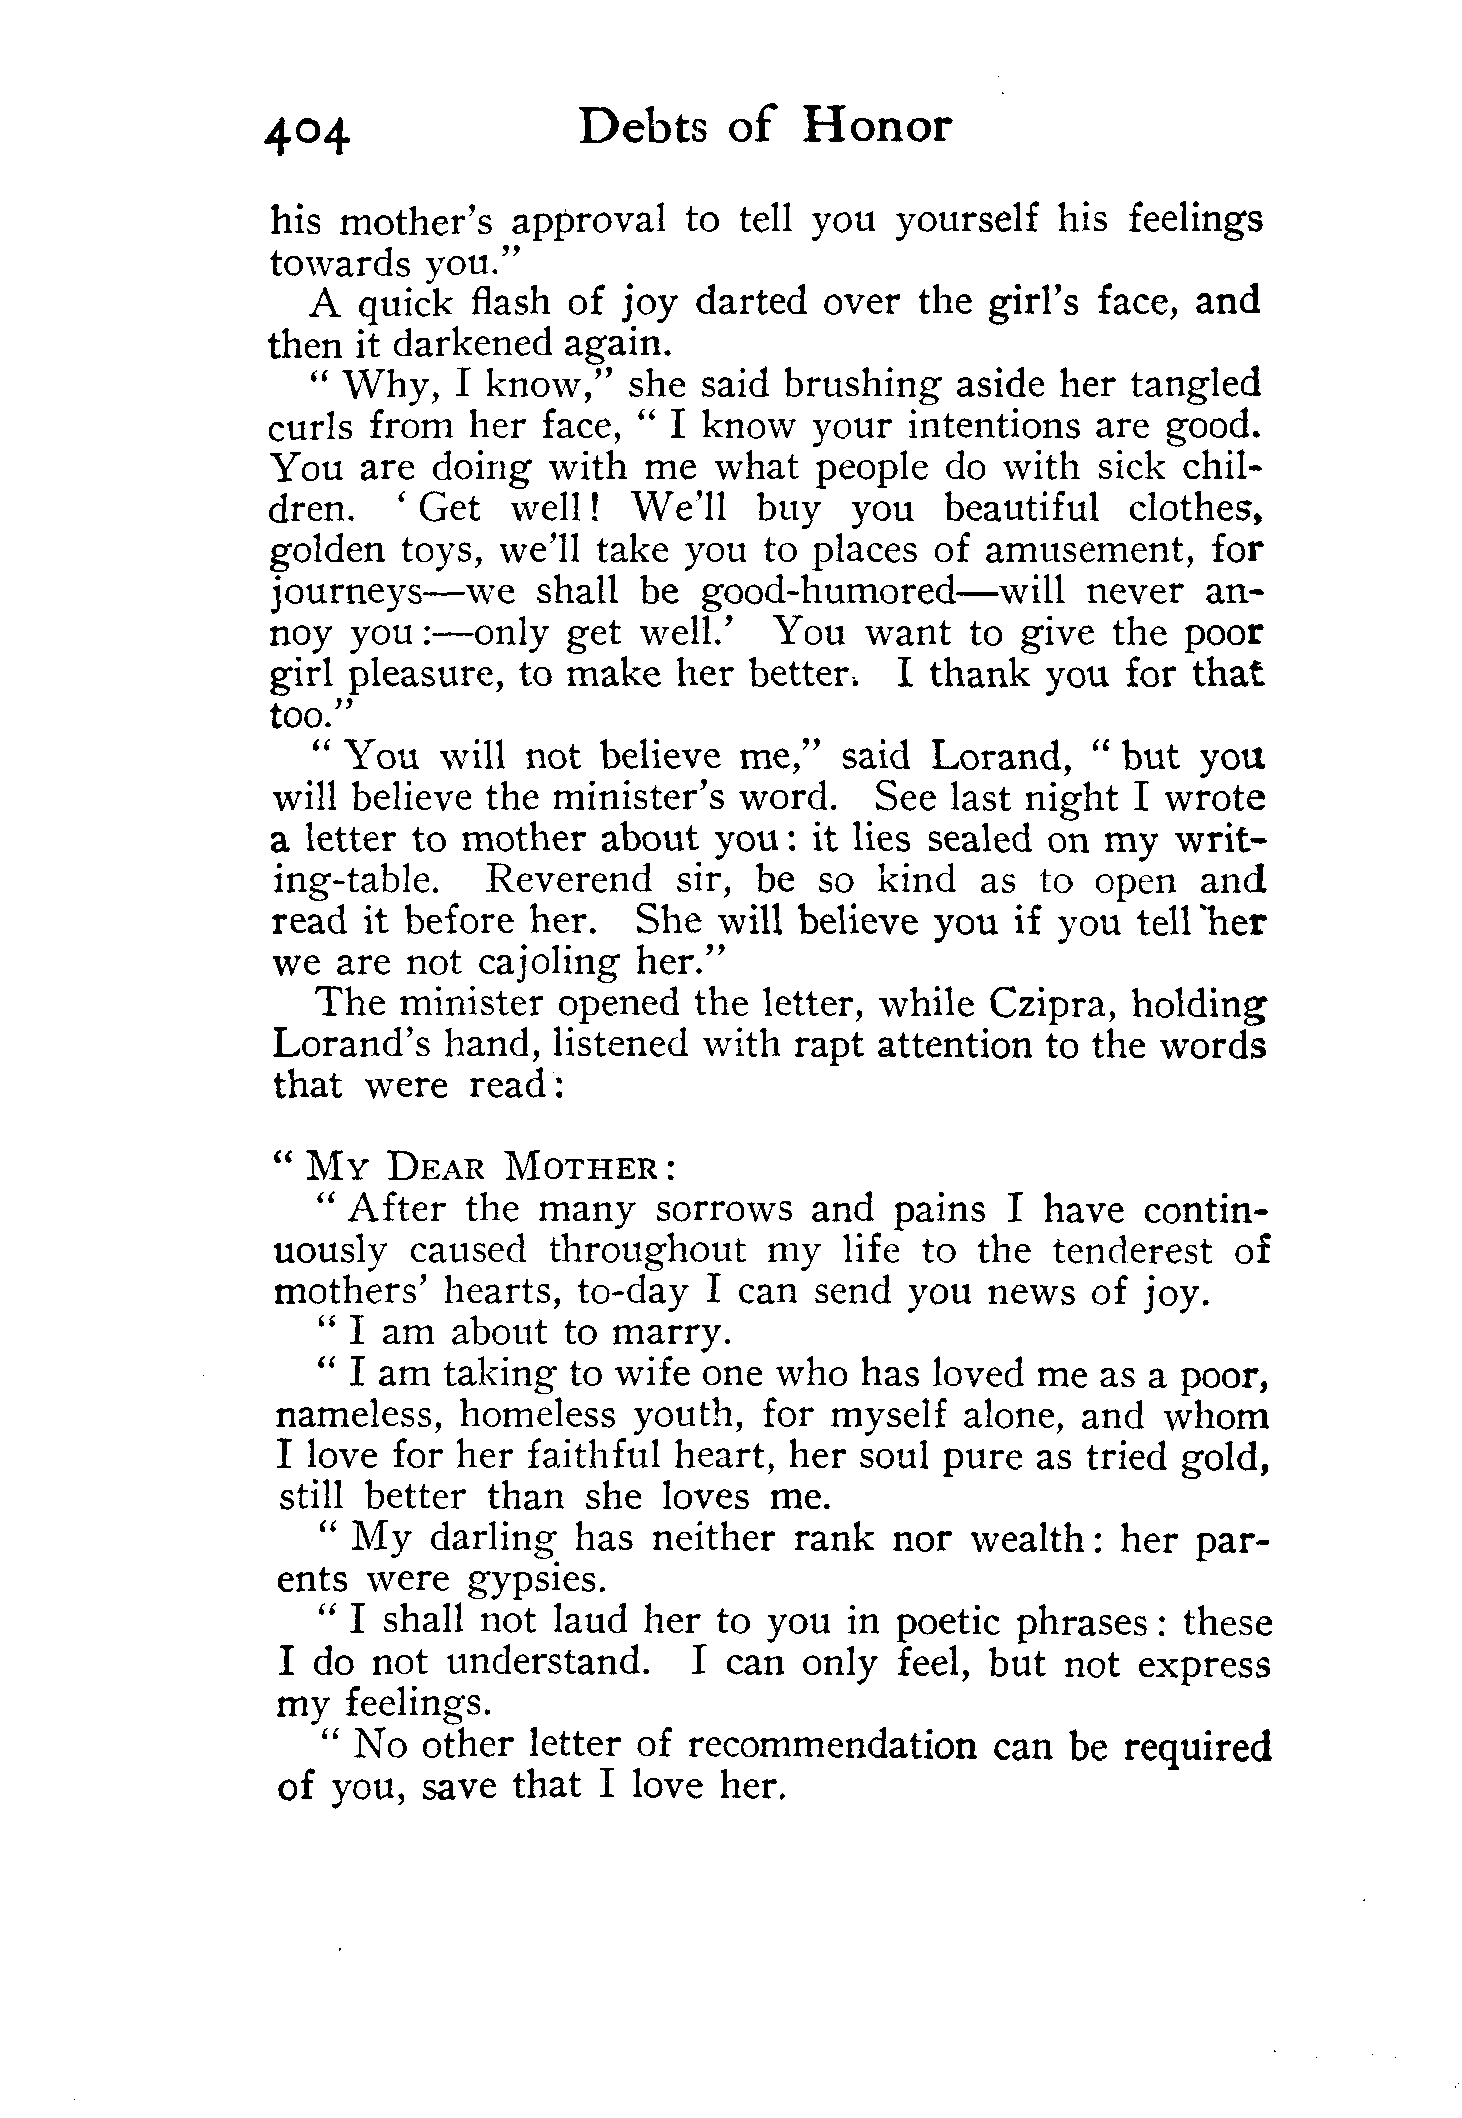 404 Debts of Honor
his mother's approval to tell you yourself his feelings
towards you."
A quick flash of joy darted over the girl's face, and
then it darkened again.
" Why, I know," she said brushing aside her tangled
curls from her face, " I know your intentions are good.
You are doing with me what people do with sick chil-
dren. ' Get well! We'll buy you beautiful clothes,
golden toys, we'll take you to places of amusement, for
journeys—we shall be good-humored—will never an-
noy you :—only get well.' You want to give the poor
girl pleasure, to make her better. I thank you for that
too."
" You will not believe me," said Lorand, " but you
will believe the minister's word. See last night I wrote
a letter to mother about you : it lies sealed on my writ-
ing-table. Reverend sir, be so kind as to open and
read it before her. She will believe you if you tell her
we are not cajoling her."
The minister opened the letter, while Czipra, holding
Lorand's hand, listened with rapt attention to the words
that were read :
" My Dear Mother :
" After the many sorrows and pains I have contin-
uously caused throughout my life to the tenderest of
mothers' hearts, to-day I can send you news of joy.
" I am about to marry.
" I am taking to wife one who has loved me as a poor,
nameless, homeless youth, for myself alone, and whom
I love for her faithful heart, her soul pure as tried gold,
still better than she loves me.
" My darling has neither rank nor wealth : her par-
ents were gypsies.
" I shall not laud her to you in poetic phrases : these
I do not understand. I can only feel, but not express
my feelings.
" No other letter of recommendation can be required
of you, save that I love her.